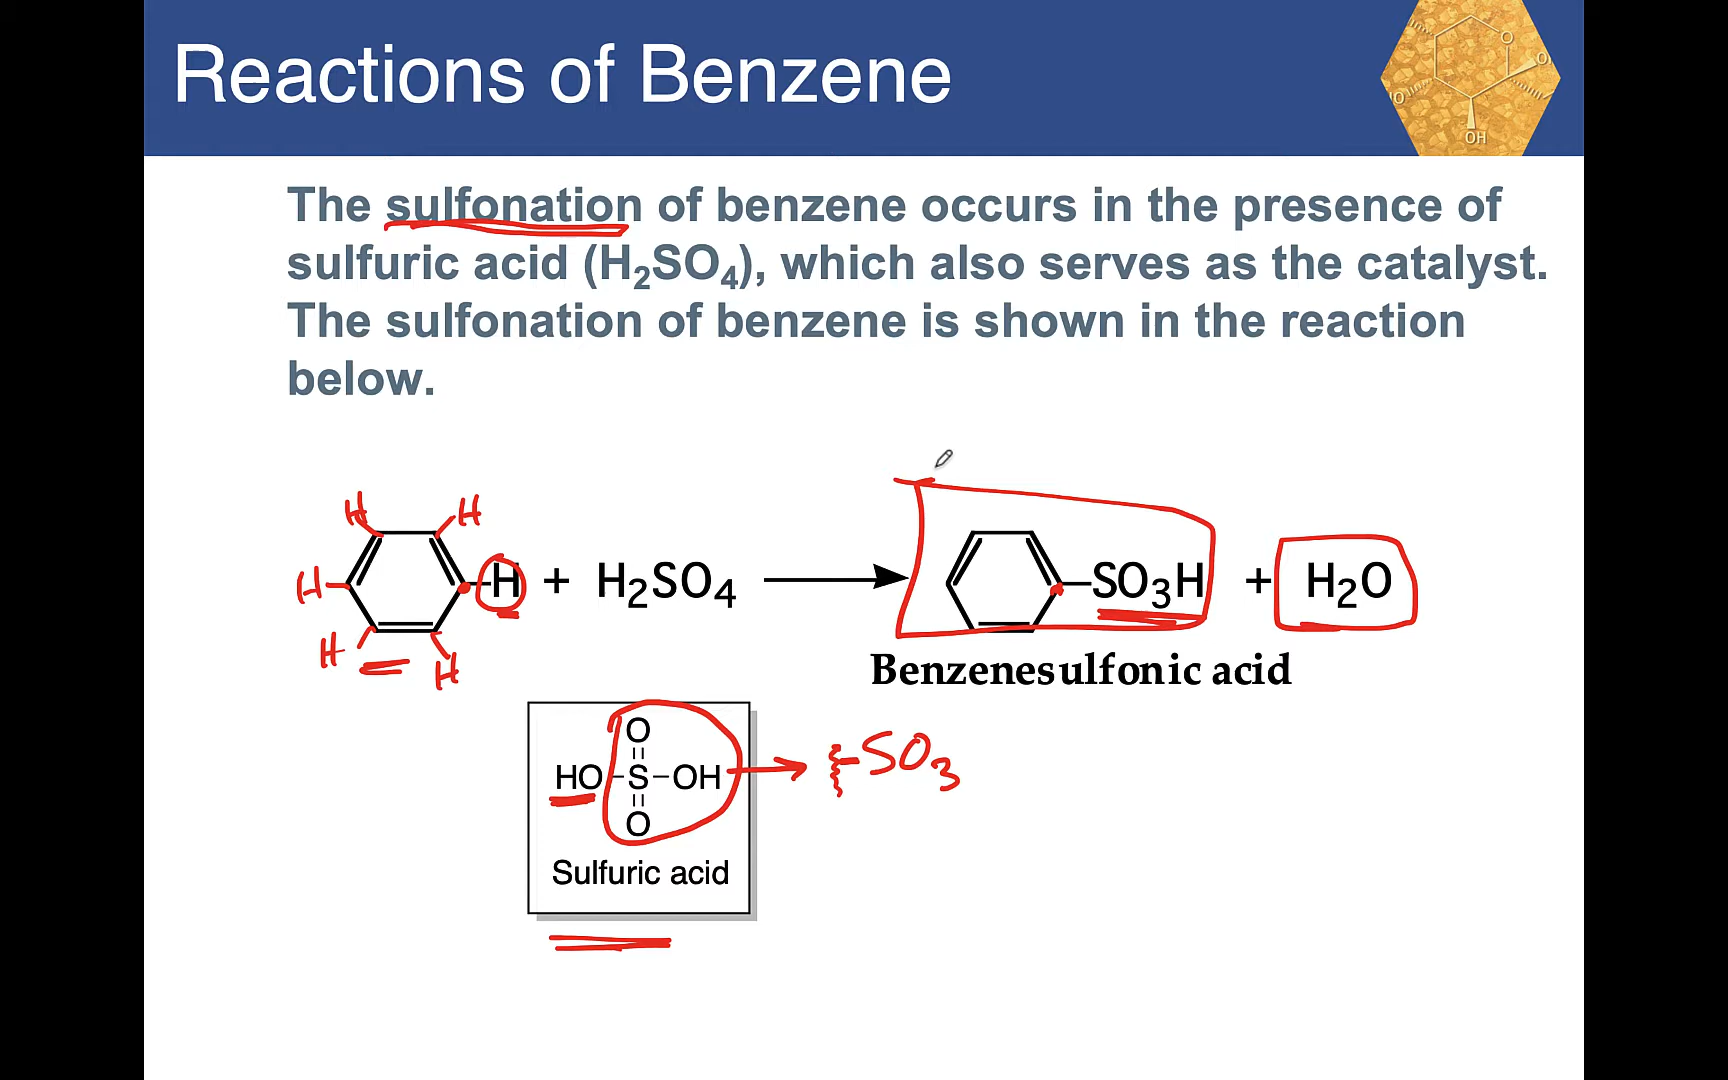 Reactions of Benzene
O
O
O
OH
The sulfonation of benzene occurs in the presence of
sulfuric acid (H₂SO₄), which also serves as the catalyst.
The sulfonation of benzene is shown in the reaction
below.
H H
H H + H₂SO₄ SO₃H + H₂O
H H
Benzenesulfonic acid
O
HO–S–OH → SO₃
O
Sulfuric acid